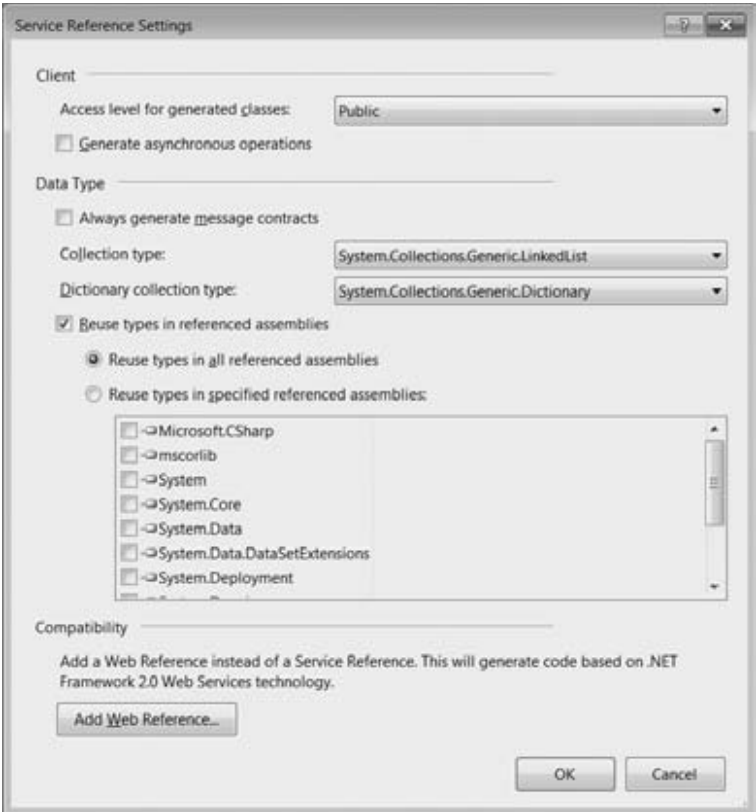 Service Reference Settings
Client
Access level for generated classes: Public
Generate asynchronous operations
Data Type
Always generate message contracts
Collection type: System.Collections.Generic.LinkedList
Dictionary collection type: System.Collections.Generic.Dictionary
Reuse types in referenced assemblies
Reuse types in all referenced assemblies
Reuse types in specified referenced assemblies:
Microsoft.CSharp
mscorlib
System
System.Core
System.Data
System.Data.DataSetExtensions
System.Deployment
Compatibility
Add a Web Reference instead of a Service Reference. This will generate code based on .NET
Framework 2.0 Web Services technology.
Add Web Reference...
OK Cancel